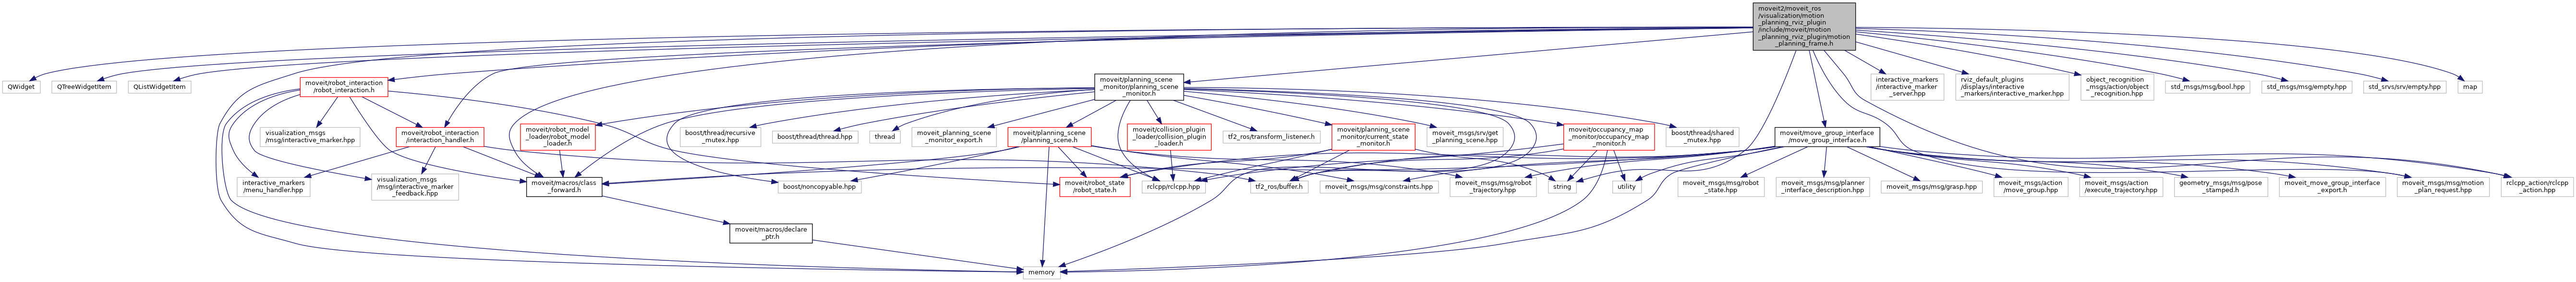 moveit2/moveit_ros
/visualization/motion
_planning_rviz_plugin
/include/moveit/motion
_planning_rviz_plugin/motion
_planning_frame.h
QWidget
QTreeWidgetItem
QListWidgetItem
moveit/robot_interaction
/robot_interaction.h
moveit/planning_scene
_monitor/planning_scene
_monitor.h
interactive_markers
/interactive_marker
_server.hpp
rviz_default_plugins
/displays/interactive
_markers/interactive_marker.hpp
object_recognition
_msgs/action/object
_recognition.hpp
std_msgs/msg/bool.hpp
std_msgs/msg/empty.hpp
std_srvs/srv/empty.hpp
map
visualization_msgs
/msg/interactive_marker.hpp
moveit/robot_interaction
/interaction_handler.h
moveit/robot_model
_loader/robot_model
_loader.h
boost/thread/recursive
_mutex.hpp
boost/thread/thread.hpp
thread
moveit_planning_scene
_monitor_export.h
moveit/planning_scene
/planning_scene.h
moveit/collision_plugin
_loader/collision_plugin
_loader.h
tf2_ros/transform_listener.h
moveit/planning_scene
_monitor/current_state
_monitor.h
moveit_msgs/srv/get
_planning_scene.hpp
moveit/occupancy_map
_monitor/occupancy_map
_monitor.h
boost/thread/shared
_mutex.hpp
moveit/move_group_interface
/move_group_interface.h
interactive_markers
/menu_handler.hpp
visualization_msgs
/msg/interactive_marker
_feedback.hpp
moveit/macros/class
_forward.h
boost/noncopyable.hpp
moveit/robot_state
/robot_state.h
rclcpp/rclcpp.hpp
tf2_ros/buffer.h
moveit_msgs/msg/constraints.hpp
moveit_msgs/msg/robot
_trajectory.hpp
string
utility
moveit_msgs/msg/robot
_state.hpp
moveit_msgs/msg/planner
_interface_description.hpp
moveit_msgs/msg/grasp.hpp
moveit_msgs/action
/move_group.hpp
moveit_msgs/action
/execute_trajectory.hpp
geometry_msgs/msg/pose
_stamped.h
moveit_move_group_interface
_export.h
moveit_msgs/msg/motion
_plan_request.hpp
rclcpp_action/rclcpp
_action.hpp
moveit/macros/declare
_ptr.h
memory